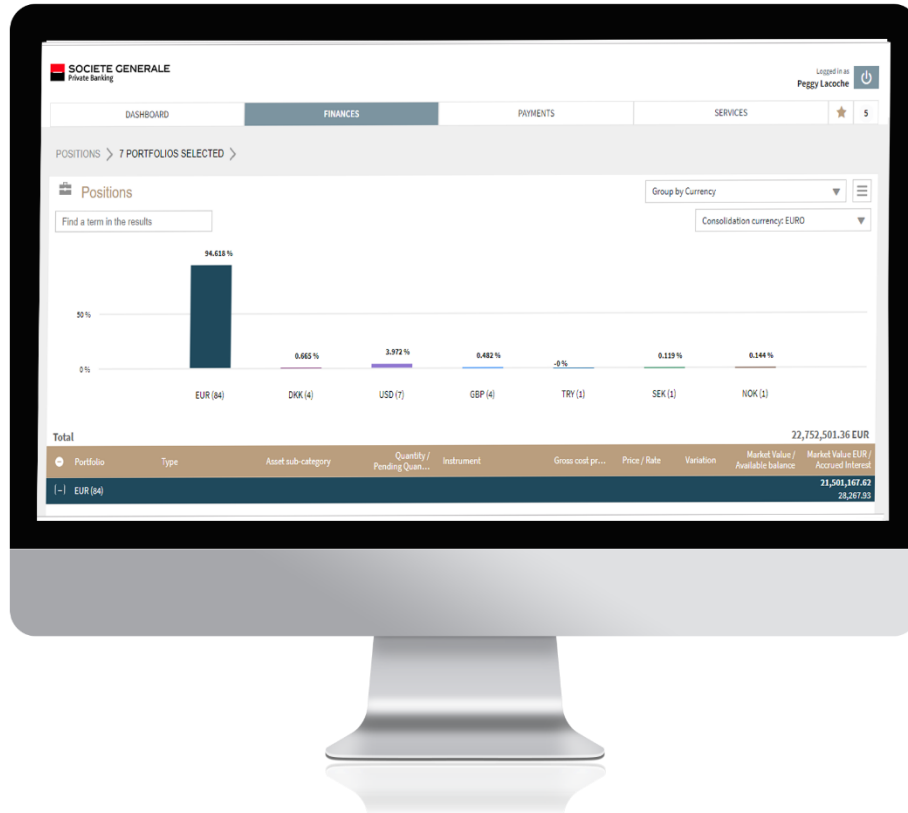 SOCIETE GENERALE
Private Banking
Logged in as
Peggy Lacoche
DASHBOARD
FINANCES
PAYMENTS
SERVICES
5
POSITIONS > 7 PORTFOLIOS SELECTED >
Positions
Group by Currency
Find a term in the results
Consolidation currency: EURO
94.618 %
50 %
0.665 %
3.972 %
0.482 %
-0 %
0.119 %
0.144 %
0 %
EUR (84)
DKK (4)
USD (7)
GBP (4)
TRY (1)
SEK (1)
NOK (1)
Total
22,752,501.36 EUR
Portfolio
Type
Asset sub-category
Quantity /
Pending Quan...
Instrument
Gross cost pr...
Price / Rate
Variation
Market Value /
Available balance
Market Value EUR /
Accrued Interest
[-] EUR (84)
21,501,167.62
28,267.93